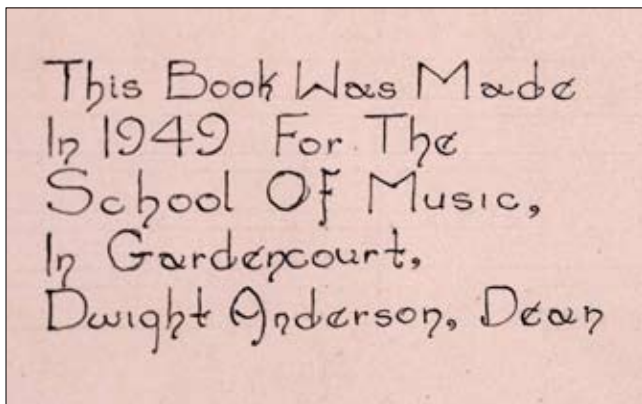 This Book Was Made
In 1949 For The
School Of Music,
In Gardencourt,
Dwight Anderson, Dean